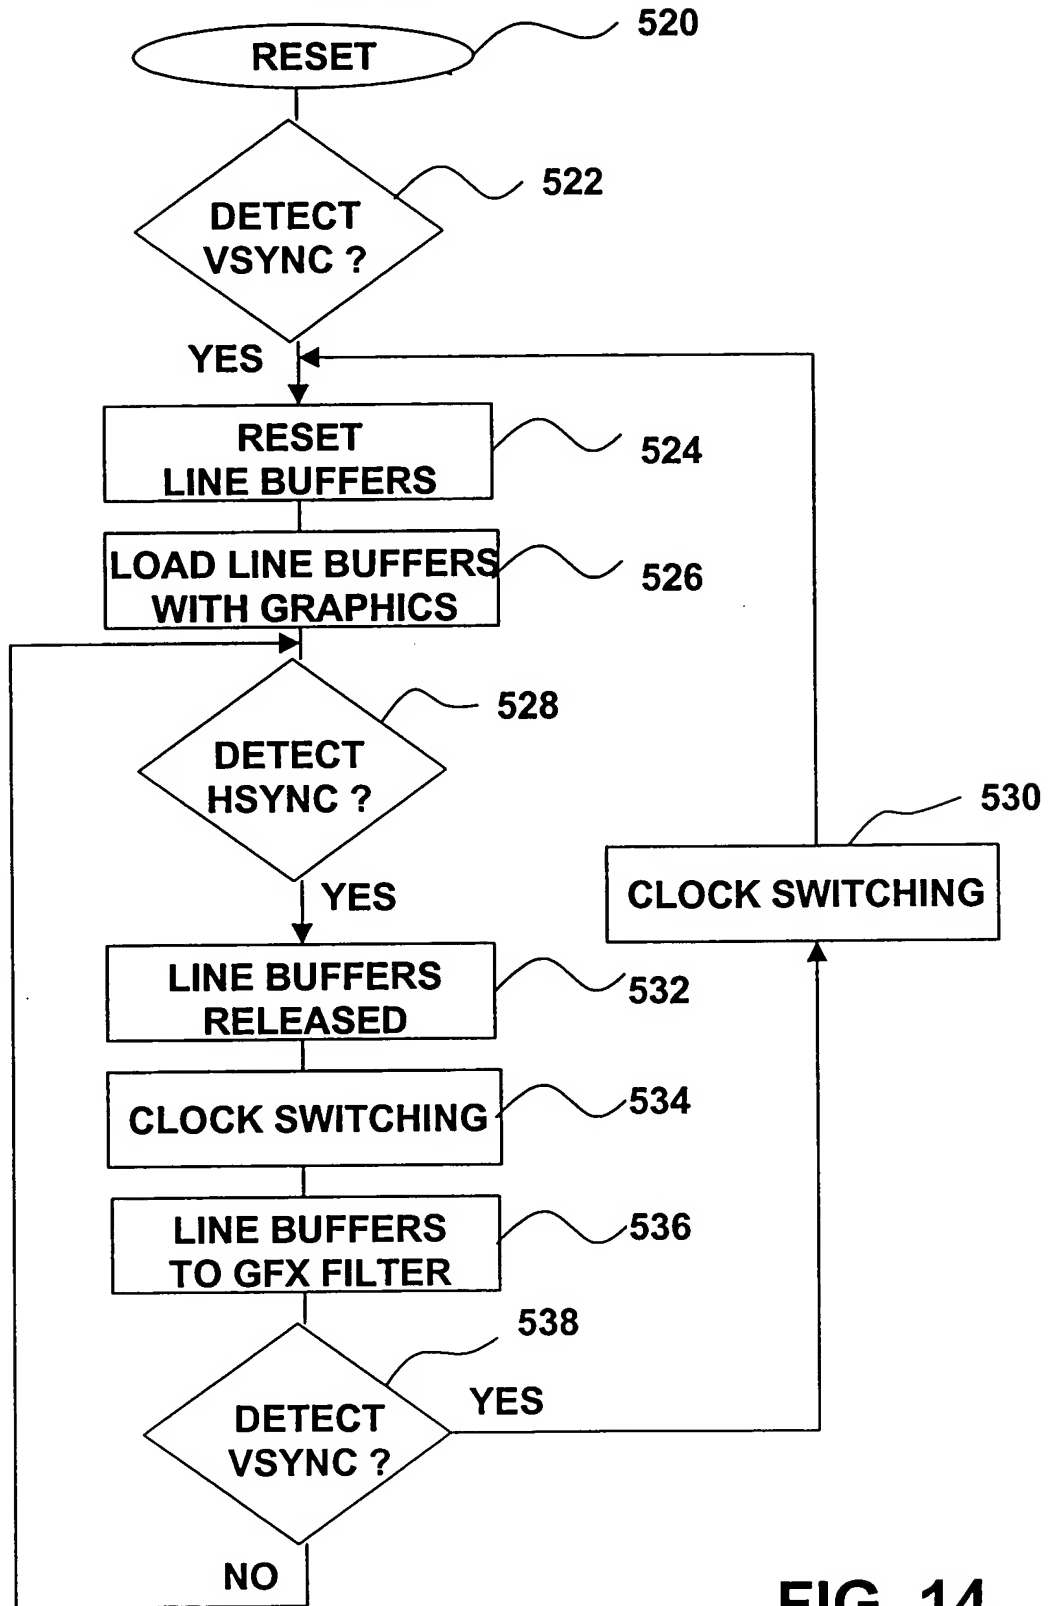 RESET
520
DETECT
VSYNC ?
522
YES
RESET
LINE BUFFERS
524
LOAD LINE BUFFERS
WITH GRAPHICS
526
DETECT
HSYNC ?
528
YES
530
CLOCK SWITCHING
LINE BUFFERS
RELEASED
532
CLOCK SWITCHING
534
LINE BUFFERS
TO GFX FILTER
536
538
DETECT
VSYNC ?
YES
NO
FIG. 14